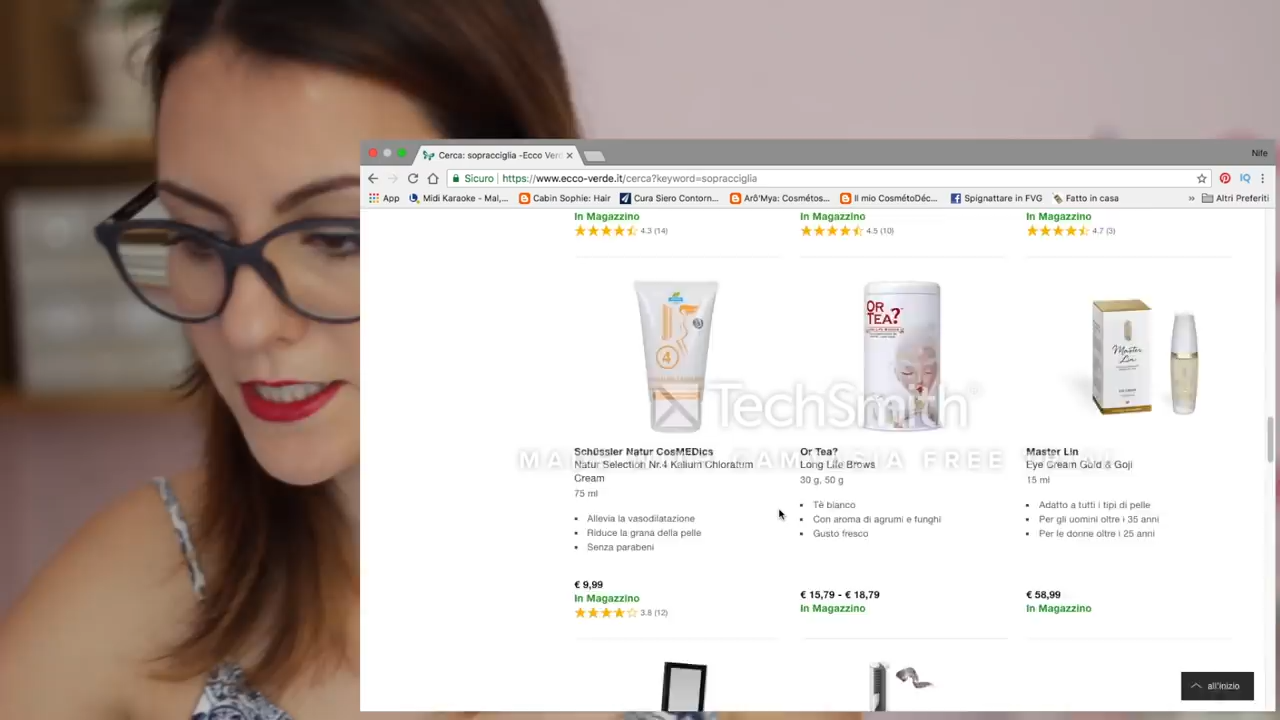 Cerca: sopracciglia -Ecco Verd
Nife
Sicuro https://www.ecco-verde.it/cerca?keyword=sopracciglia
App Midi Karaoke - Mal,... Cabin Sophie: Hair Cura Siero Contorn... Arô'Mya: Cosmétos... Il mio CosmétoDéc... Spignattare in FVG Fatto in casa » Altri Preferiti
In Magazzino In Magazzino In Magazzino
4.3 (14) 4.5 (10) 4.7 (3)
4
OR TEA?
Master Lin
TechSmith
Schüssler Natur CosMEDics
Natur Selection Nr.4 Kalium Chloratum
Cream
75 ml
Allevia la vasodilatazione
Riduce la grana della pelle
Senza parabeni
€ 9,99
In Magazzino
3.8 (12)
Or Tea?
Long Life Brows
30 g, 50 g
Tè bianco
Con aroma di agrumi e funghi
Gusto fresco
€ 15,79 - € 18,79
In Magazzino
Master Lin
Eye Cream Gold & Goji
15 ml
Adatto a tutti i tipi di pelle
Per gli uomini oltre i 35 anni
Per le donne oltre i 25 anni
€ 58,99
In Magazzino
all'inizio